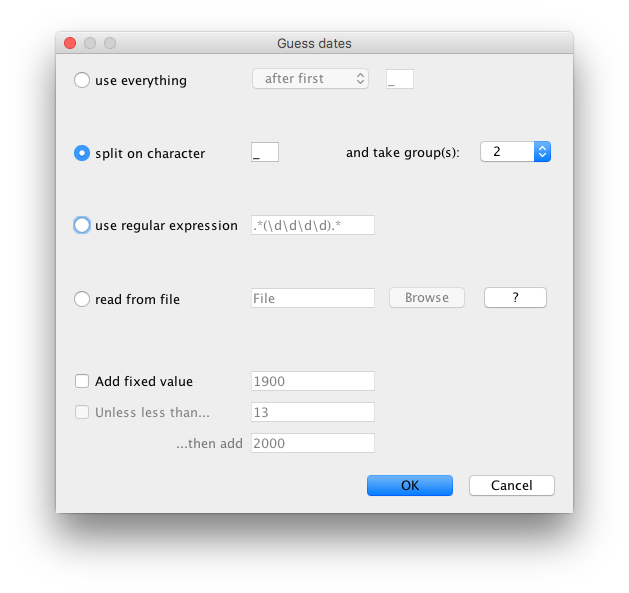 Guess dates
use everything after first _
split on character _ and take group(s): 2
use regular expression .*(\d\d\d\d).*
read from file File Browse ?
Add fixed value 1900
Unless less than... 13
...then add 2000
OK Cancel